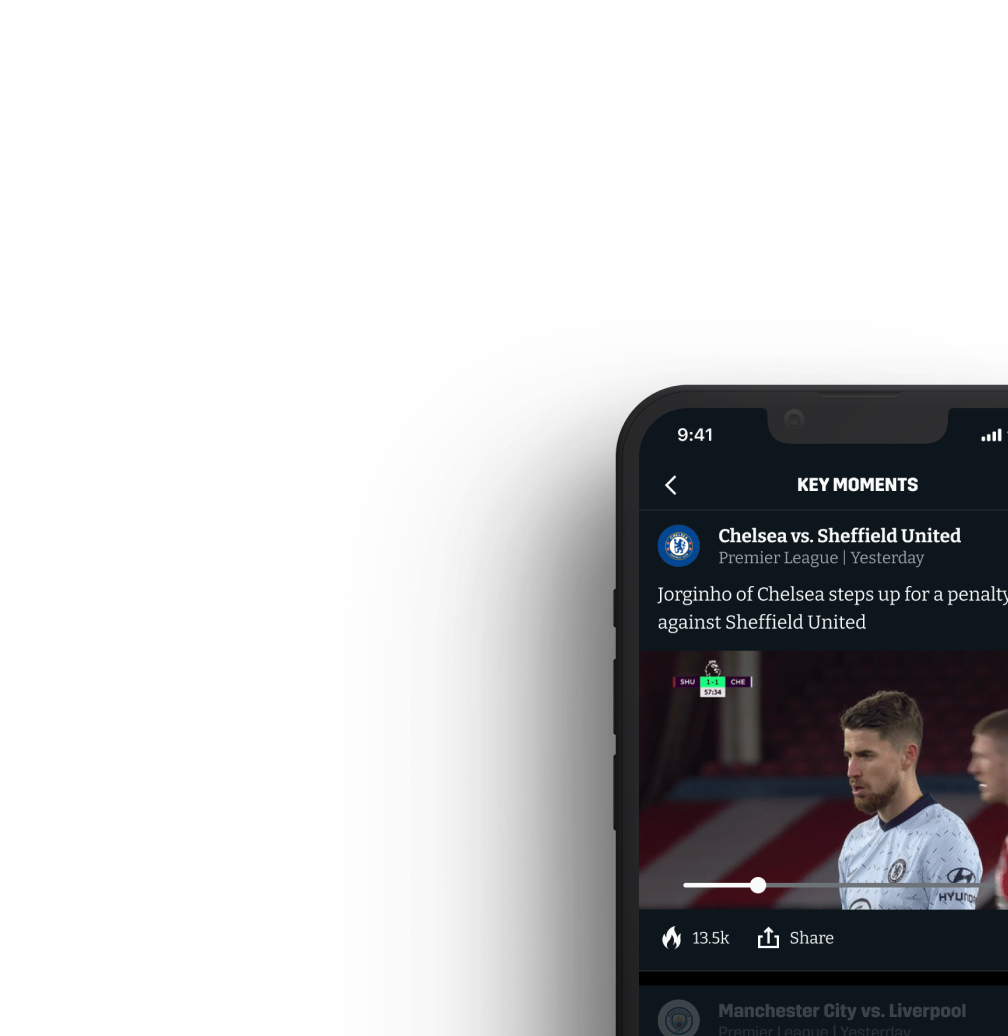 9:41
KEY MOMENTS
Chelsea vs. Sheffield United
Premier League | Yesterday
Jorginho of Chelsea steps up for a penalty
against Sheffield United
SHU 1-1 CHE
57:34
13.5k Share
Manchester City vs. Liverpool
Premier League | Yesterday